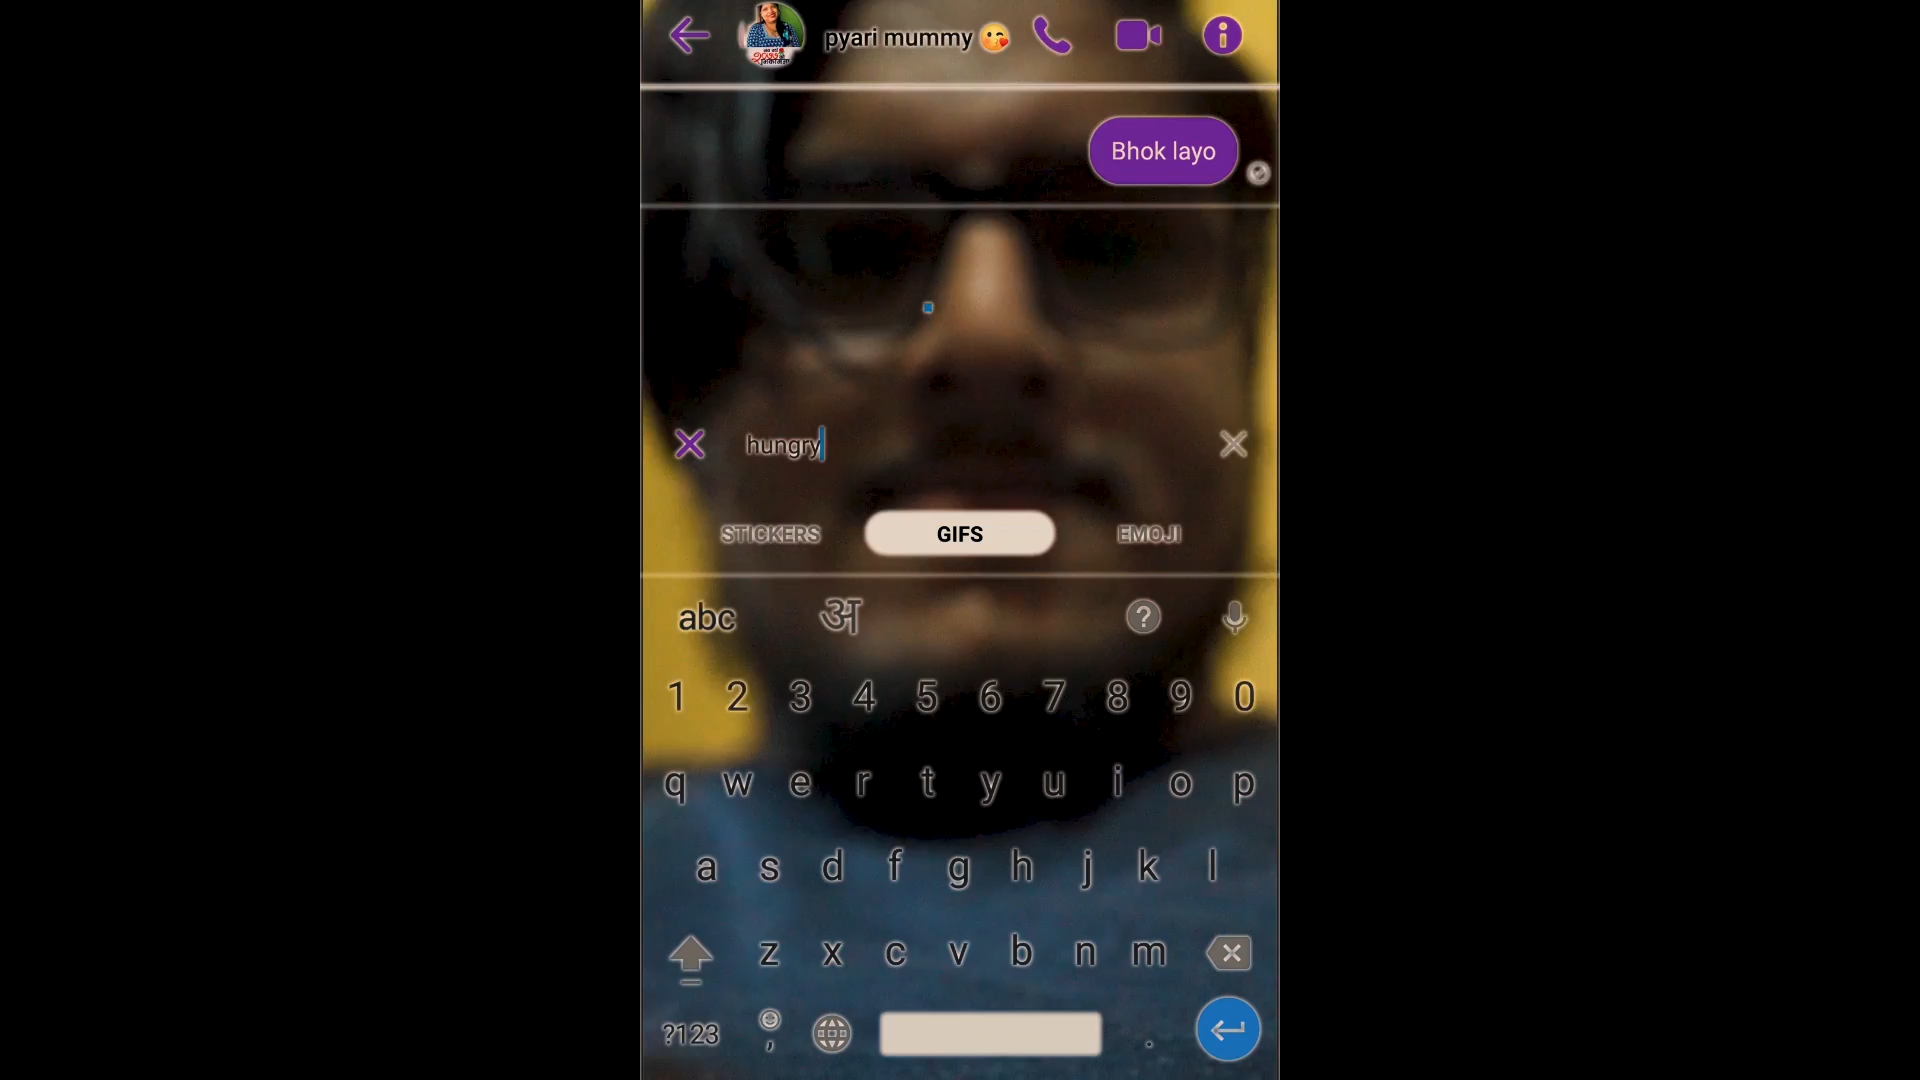 pyari mummy 😘
Bhok layo
hungry
STICKERS GIFS EMOJI
abc अ ?
1 2 3 4 5 6 7 8 9 0
q w e r t y u i o p
a s d f g h j k l
z x c v b n m
?123 , .